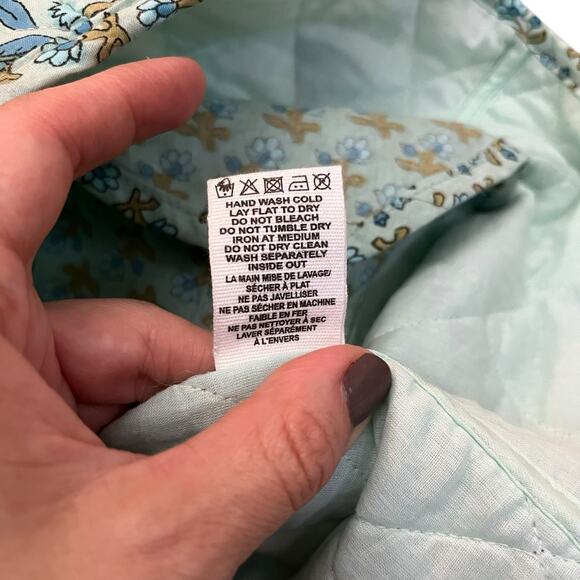 HAND WASH COLD
LAY FLAT TO DRY
DO NOT BLEACH
DO NOT TUMBLE DRY
IRON AT MEDIUM
DO NOT DRY CLEAN
WASH SEPARATELY
INSIDE OUT
LA MAIN MISE DE LAVAGE/
SÉCHER À PLAT
NE PAS JAVELLISER
NE PAS SÉCHER EN MACHINE
FAIBLE EN FER
NE PAS NETTOYER À SEC
LAVER SÉPARÉMENT
À L'ENVERS